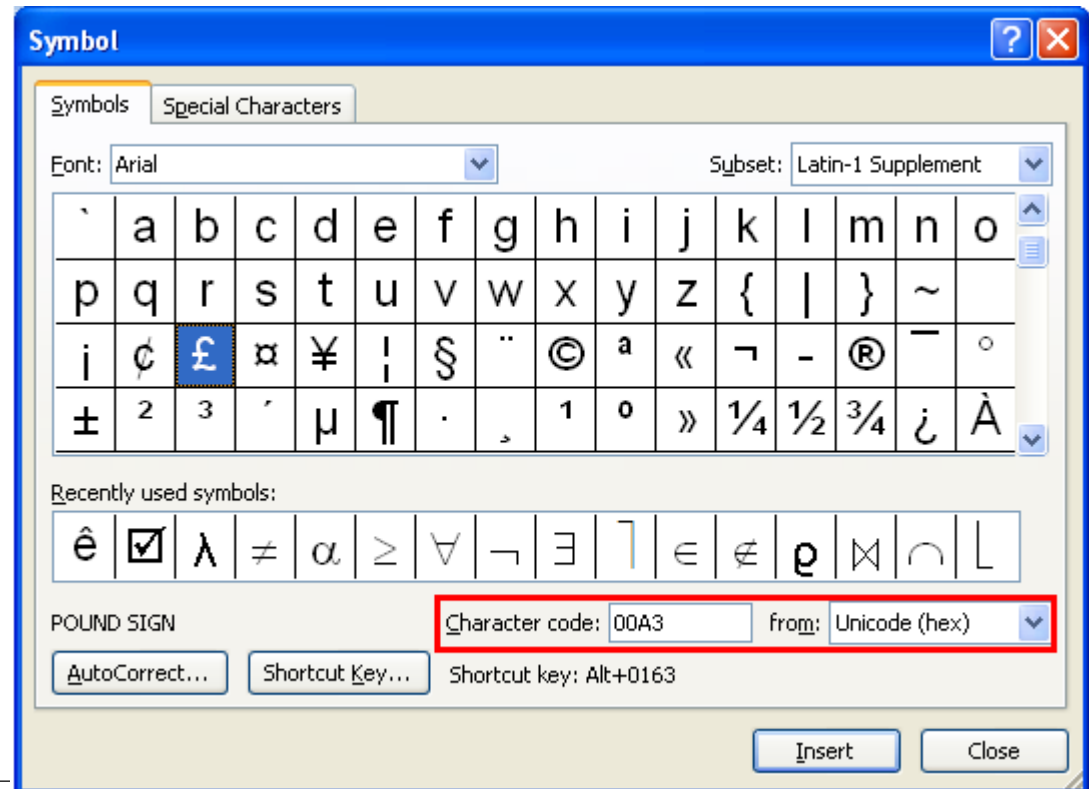 Symbol
Symbols Special Characters
Font: Arial Subset: Latin-1 Supplement
` a b c d e f g h i j k l m n o
p q r s t u v w x y z { | } ~
¡ ¢ £ ¤ ¥ ¦ § ¨ © ª « ¬ - ® ¯ °
± ² ³ ´ µ ¶ · ¸ ¹ º » ¼ ½ ¾ ¿ À
Recently used symbols:
ê ☑ λ ≠ α ≥ ∀ ¬ ∃ ⎤ ∈ ∉ ϱ ⋈ ⌒ ⎣
POUND SIGN Character code: 00A3 from: Unicode (hex)
AutoCorrect... Shortcut Key... Shortcut key: Alt+0163
Insert Close